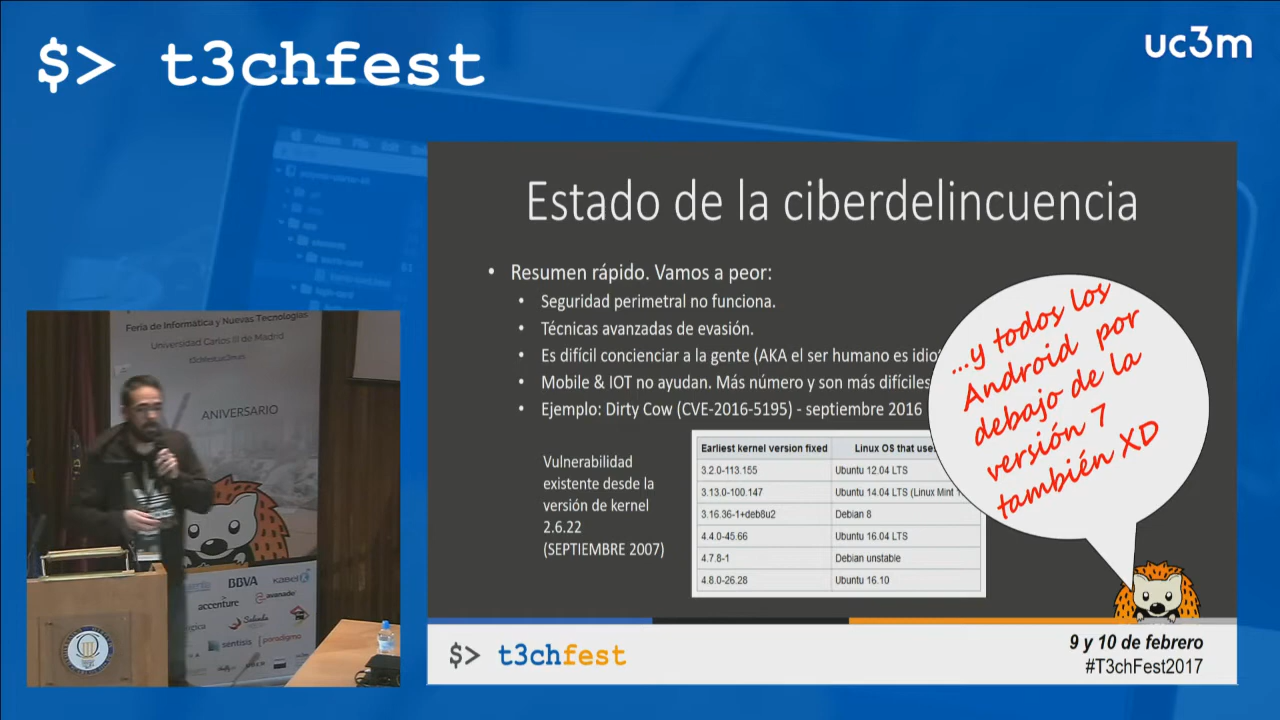 $> t3chfest
uc3m
Estado de la ciberdelincuencia
• Resumen rápido. Vamos a peor:
• Seguridad perimetral no funciona.
• Técnicas avanzadas de evasión.
• Es difícil concienciar a la gente (AKA el ser humano es
• Mobile & IOT no ayudan. Más número y son más difíciles
• Ejemplo: Dirty Cow (CVE-2016-5195) - septiembre 2016
...y todos los
Android por
debajo de la
versión 7
también XD
Vulnerabilidad
existente desde la
versión de kernel
2.6.22
(SEPTIEMBRE 2007)
Earliest kernel version fixed Linux OS that
3.2.0-113.155 Ubuntu 12.04 LTS
3.13.0-100.147 Ubuntu 14.04 LTS (Linux Mint
3.16.36-1+deb8u2 Debian 8
4.4.0-45.66 Ubuntu 16.04 LTS
4.7.8-1 Debian unstable
4.8.0-26.28 Ubuntu 16.10
$> t3chfest
9 y 10 de febrero
#T3chFest2017
Feria de Informática y Nuevas Tecnologías
Universidad Carlos III de Madrid
ANIVERSARIO
BBVA
accenture
avanade
sentisis
paradigma